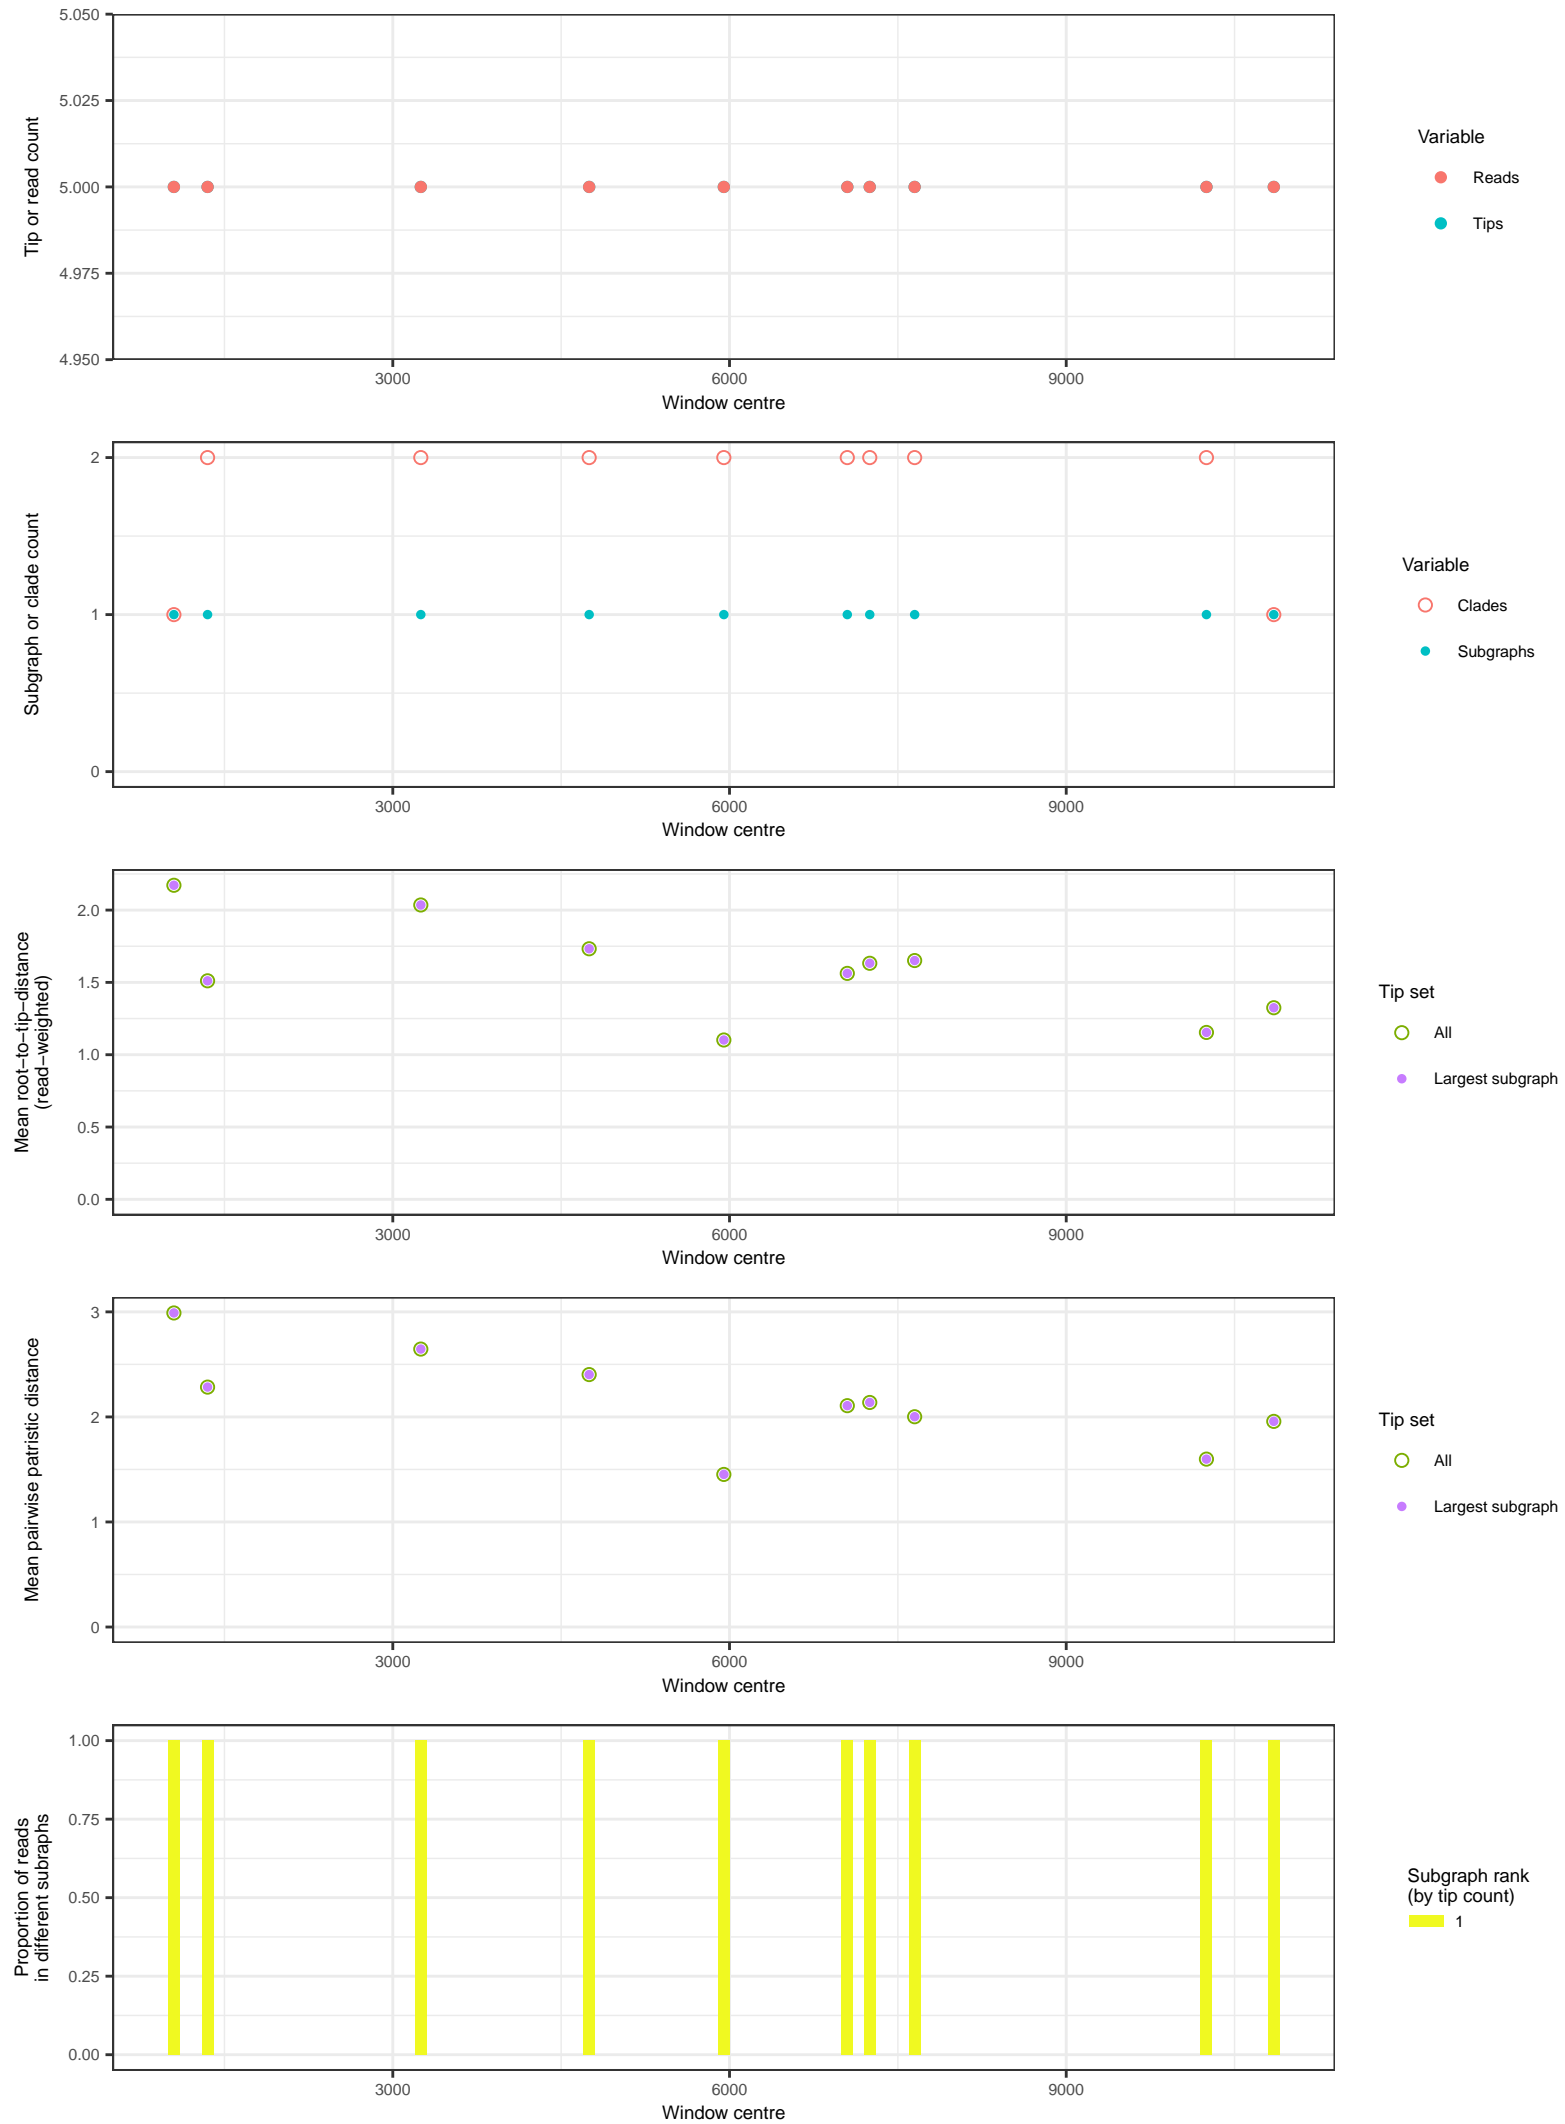 5.050
5.025
5.000
4.975
4.950
Tip or read count
3000 6000 9000
Window centre
Variable
Reads
Tips
2
1
0
Subgraph or clade count
3000 6000 9000
Window centre
Variable
Clades
Subgraphs
2.0
1.5
1.0
0.5
0.0
Mean root−to−tip−distance
(read−weighted)
3000 6000 9000
Window centre
Tip set
All
Largest subgraph
3
2
1
0
Mean pairwise patristic distance
3000 6000 9000
Window centre
Tip set
All
Largest subgraph
1.00
0.75
0.50
0.25
0.00
Proportion of reads
in different subraphs
3000 6000 9000
Window centre
Subgraph rank
(by tip count)
1